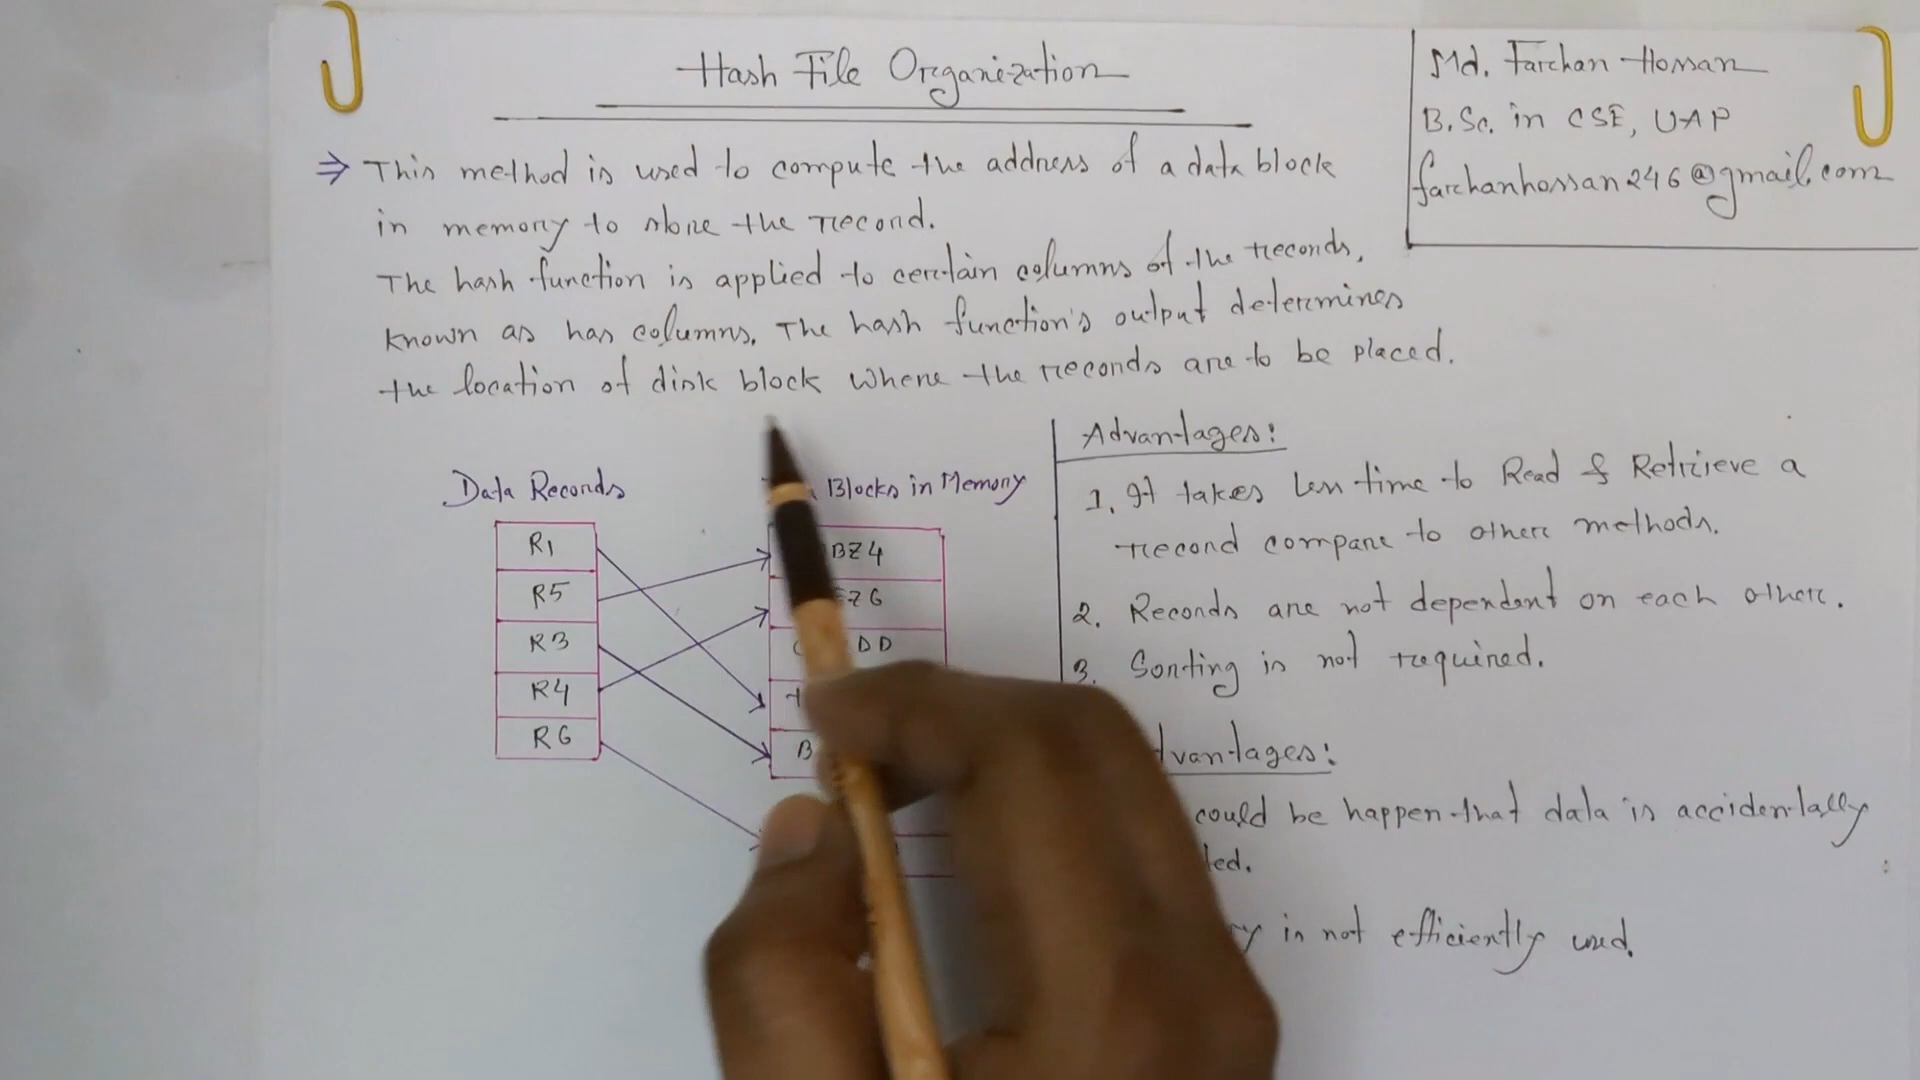 Hash File Organization
Md. Farhan Hossan
B.Sc. in CSE, UAP
farhanhossan246@gmail.com
⇒ This method is used to compute the address of a data block
in memory to store the record.
The hash function is applied to certain columns of the records,
known as has columns. The hash function's output determines
the location of disk block where the records are to be placed.
Data Records
Blocks in Memory
R1
R5
R3
R4
R6
BZ4
Z6
DD
B
Advantages:
1. It takes less time to Read & Retrieve a
record compare to other methods.
2. Records are not dependent on each other.
3. Sorting is not required.
dvantages:
could be happen that data is accidentally
ted.
ry is not efficiently used.